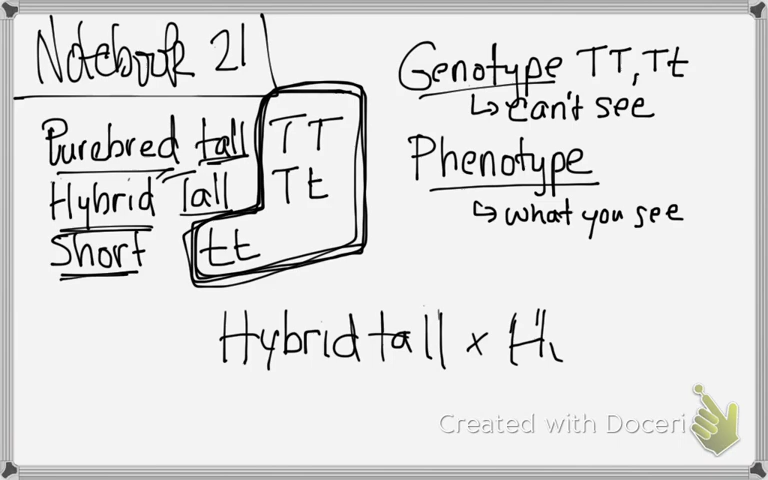 Notebook 21
Purebred tall TT
Hybrid Tall Tt
Short tt
Genotype TT, Tt
↳ can't see
Phenotype
↳ what you see
Hybrid tall x H
Created with Doceri